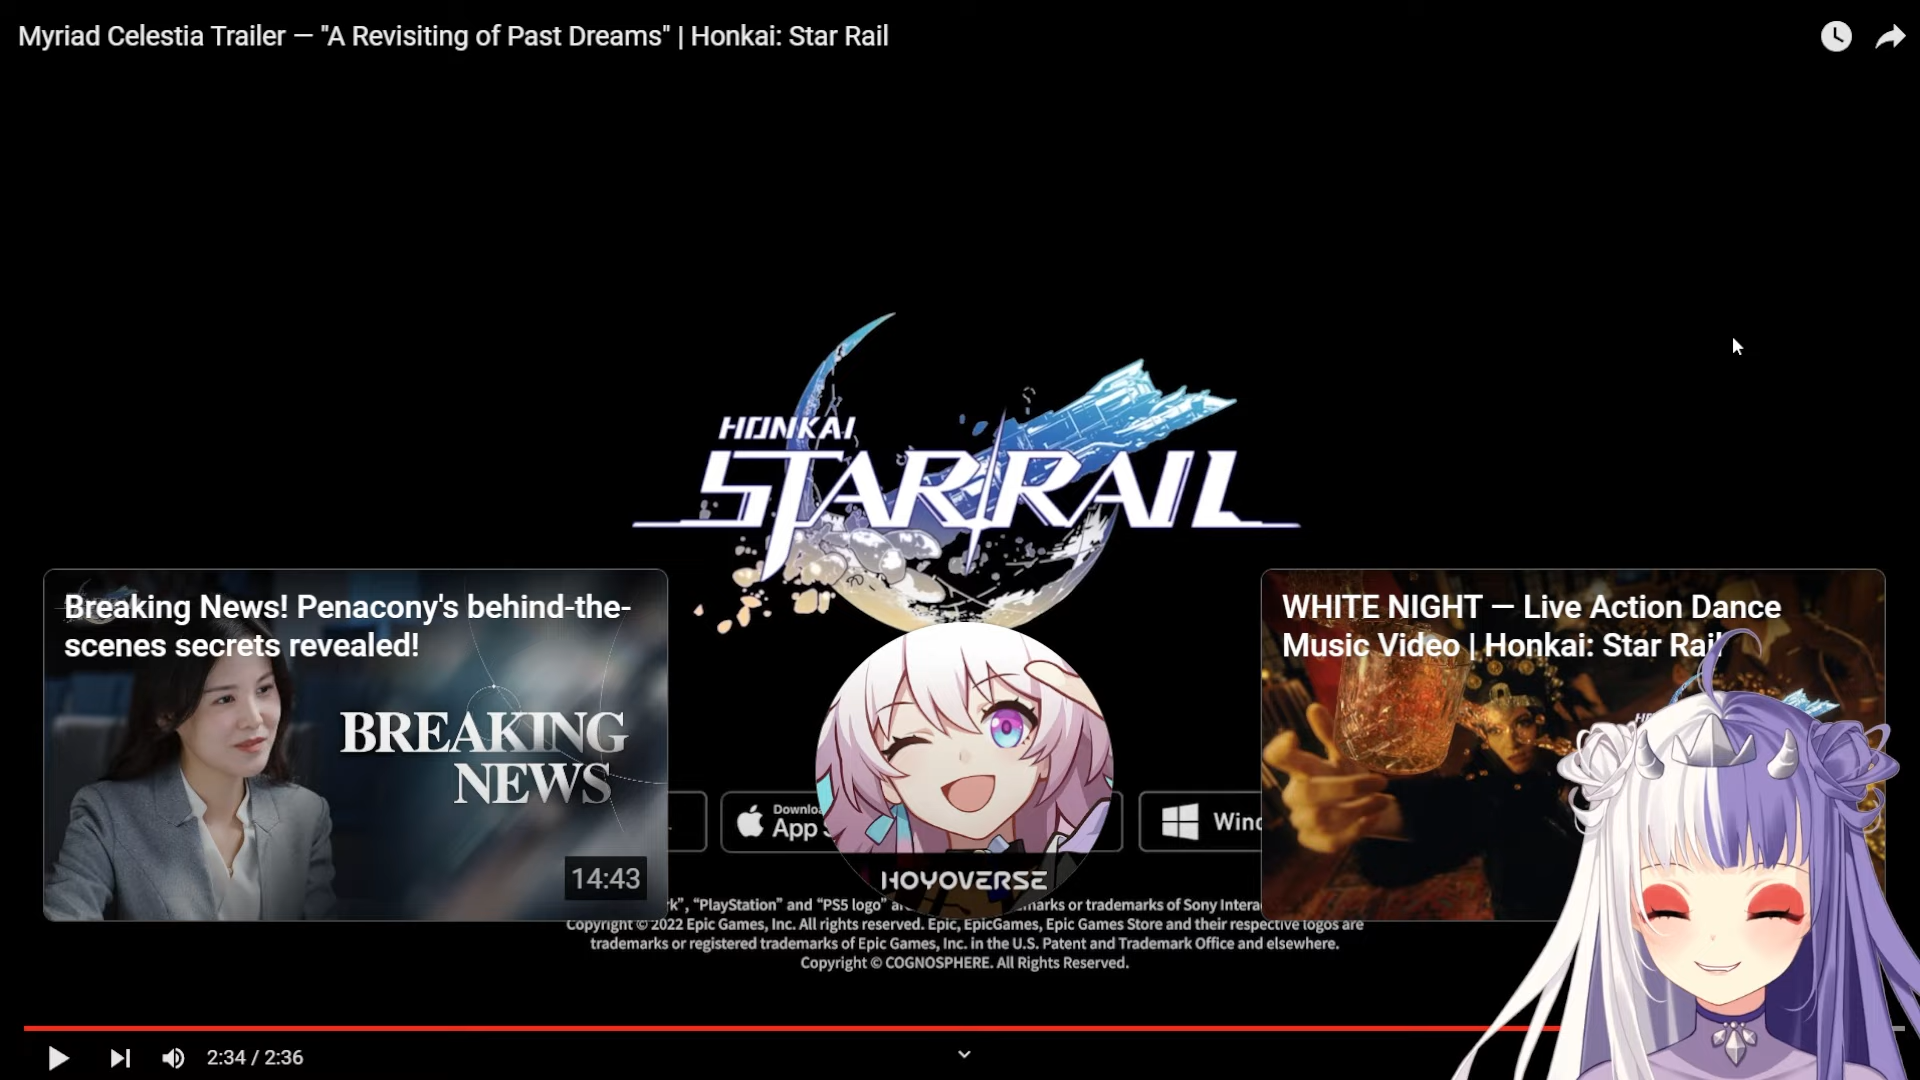 Myriad Celestia Trailer — "A Revisiting of Past Dreams" | Honkai: Star Rail
HONKAI
STAR RAIL
Breaking News! Penacony's behind-the-
scenes secrets revealed!
BREAKING
NEWS
14:43
WHITE NIGHT — Live Action Dance
Music Video | Honkai: Star Rail
App
HOYOVERSE
“PlayStation” and “PS5 logo”
marks or trademarks of Sony
Copyright © 2022 Epic Games, Inc. All rights reserved. Epic, EpicGames, Epic Games Store and their respective logos are
trademarks or registered trademarks of Epic Games, Inc. in the U.S. Patent and Trademark Office and elsewhere.
Copyright © COGNOSPHERE. All Rights Reserved.
2:34 / 2:36